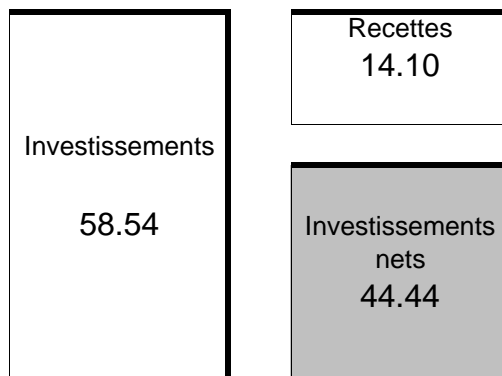 Investissements
58.54
Recettes
14.10
Investissements
nets
44.44